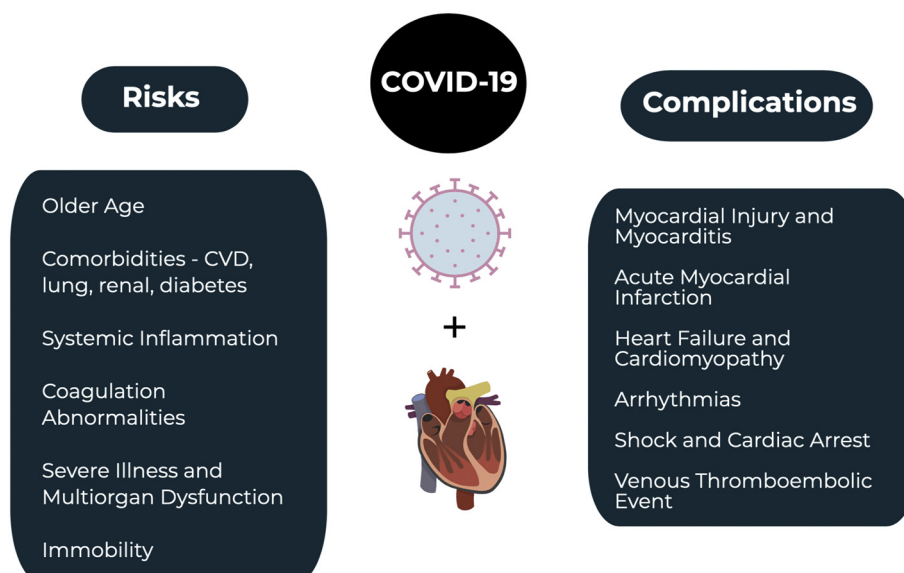 Risks
Older Age
Comorbidities - CVD,
lung, renal, diabetes
Systemic Inflammation
Coagulation
Abnormalities
Severe Illness and
Multiorgan Dysfunction
Immobility
COVID-19
+
Complications
Myocardial Injury and
Myocarditis
Acute Myocardial
Infarction
Heart Failure and
Cardiomyopathy
Arrhythmias
Shock and Cardiac Arrest
Venous Thromboembolic
Event